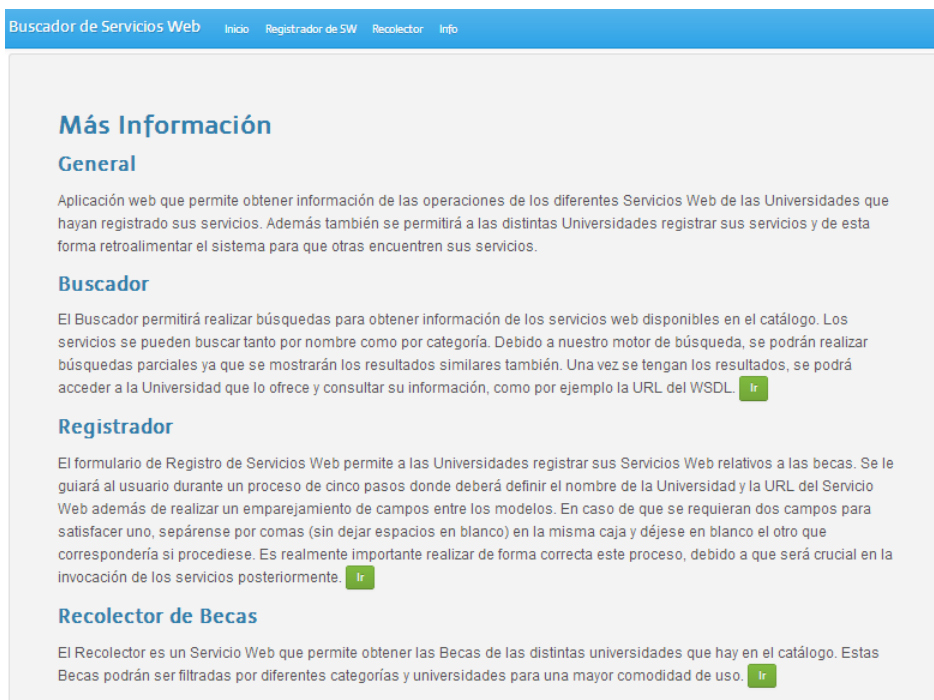 Buscador de Servicios Web Inicio Registrador de SW Recolector Info
Más Información
General
Aplicación web que permite obtener información de las operaciones de los diferentes Servicios Web de las Universidades que
hayan registrado sus servicios. Además también se permitirá a las distintas Universidades registrar sus servicios y de esta
forma retroalimentar el sistema para que otras encuentren sus servicios.
Buscador
El Buscador permitirá realizar búsquedas para obtener información de los servicios web disponibles en el catálogo. Los
servicios se pueden buscar tanto por nombre como por categoría. Debido a nuestro motor de búsqueda, se podrán realizar
búsquedas parciales ya que se mostrarán los resultados similares también. Una vez se tengan los resultados, se podrá
acceder a la Universidad que lo ofrece y consultar su información, como por ejemplo la URL del WSDL. Ir
Registrador
El formulario de Registro de Servicios Web permite a las Universidades registrar sus Servicios Web relativos a las becas. Se le
guiará al usuario durante un proceso de cinco pasos donde deberá definir el nombre de la Universidad y la URL del Servicio
Web además de realizar un emparejamiento de campos entre los modelos. En caso de que se requieran dos campos para
satisfacer uno, sepárense por comas (sin dejar espacios en blanco) en la misma caja y déjese en blanco el otro que
correspondería si procediese. Es realmente importante realizar de forma correcta este proceso, debido a que será crucial en la
invocación de los servicios posteriormente. Ir
Recolector de Becas
El Recolector es un Servicio Web que permite obtener las Becas de las distintas universidades que hay en el catálogo. Estas
Becas podrán ser filtradas por diferentes categorías y universidades para una mayor comodidad de uso. Ir